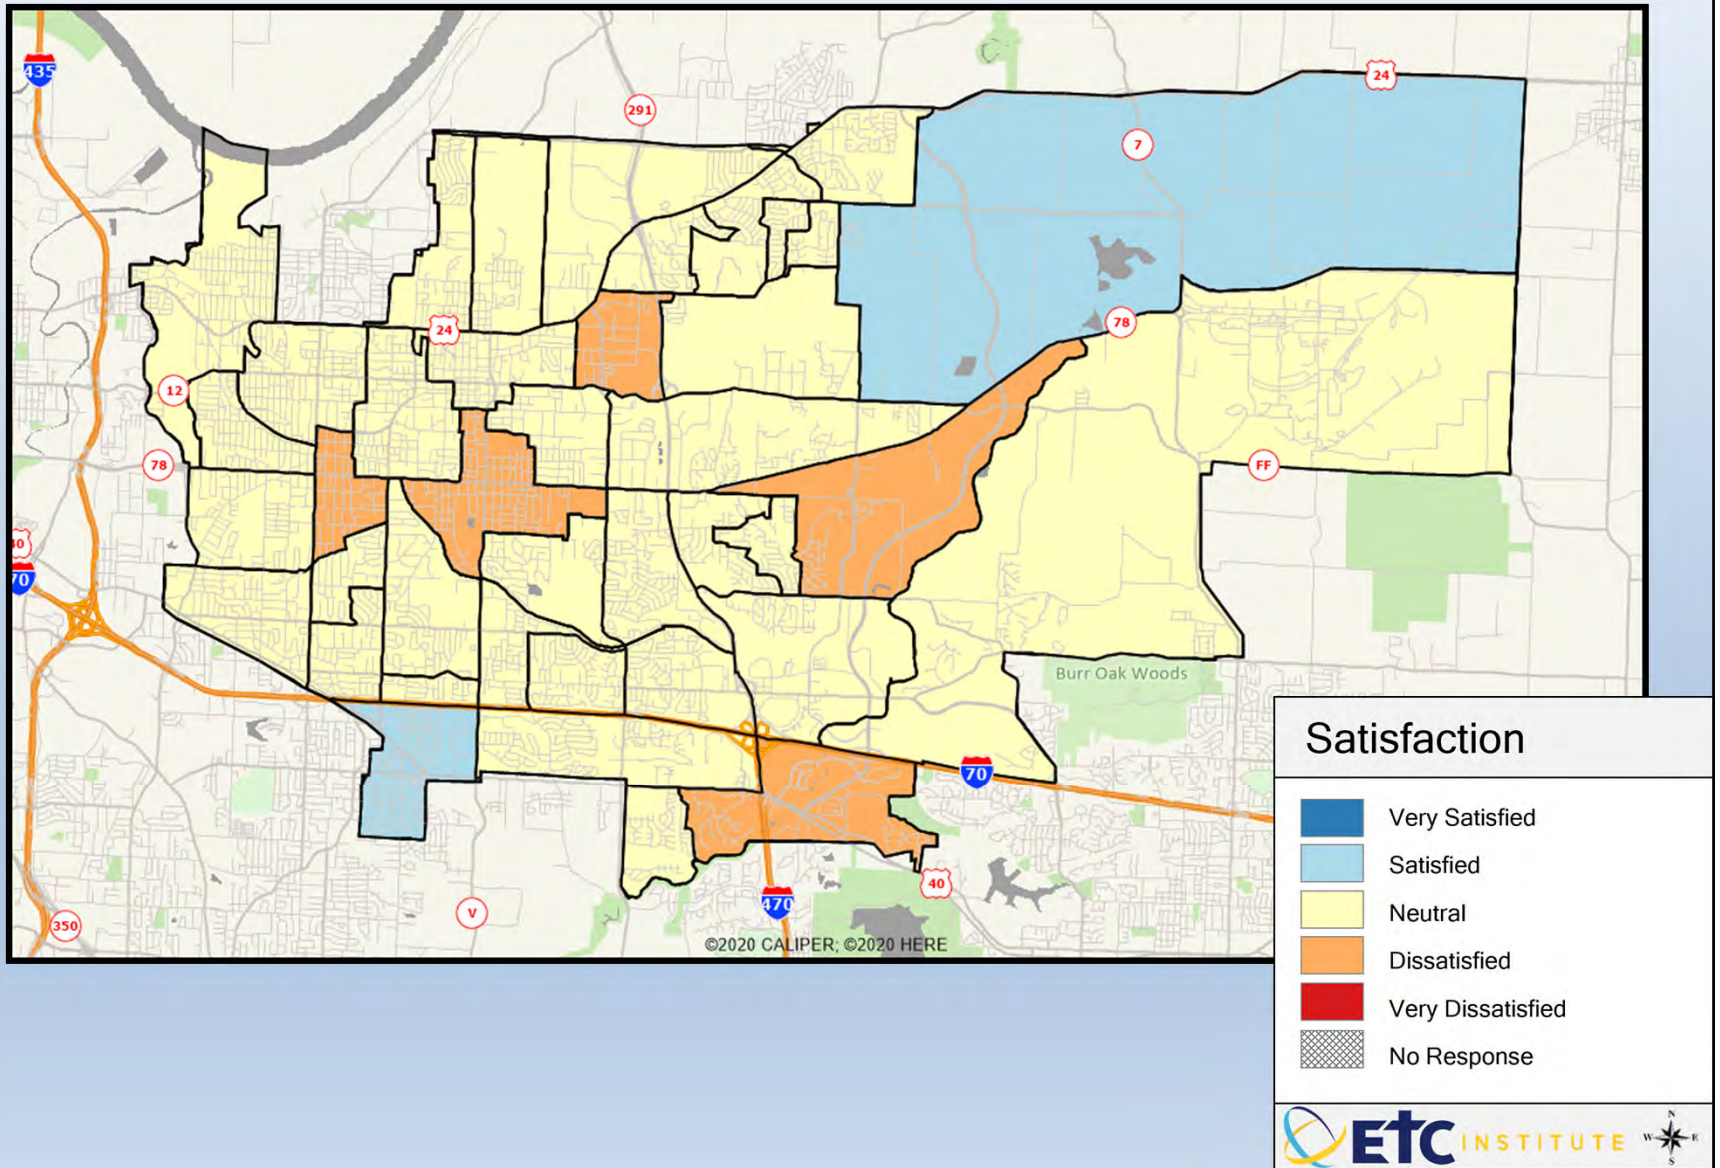 435
291
24
7
24
78
12
78
FF
40
70
Burr Oak Woods
70
40
470
V
350
©2020 CALIPER; ©2020 HERE
Satisfaction
Very Satisfied
Satisfied
Neutral
Dissatisfied
Very Dissatisfied
No Response
ETC INSTITUTE
N
W E
S